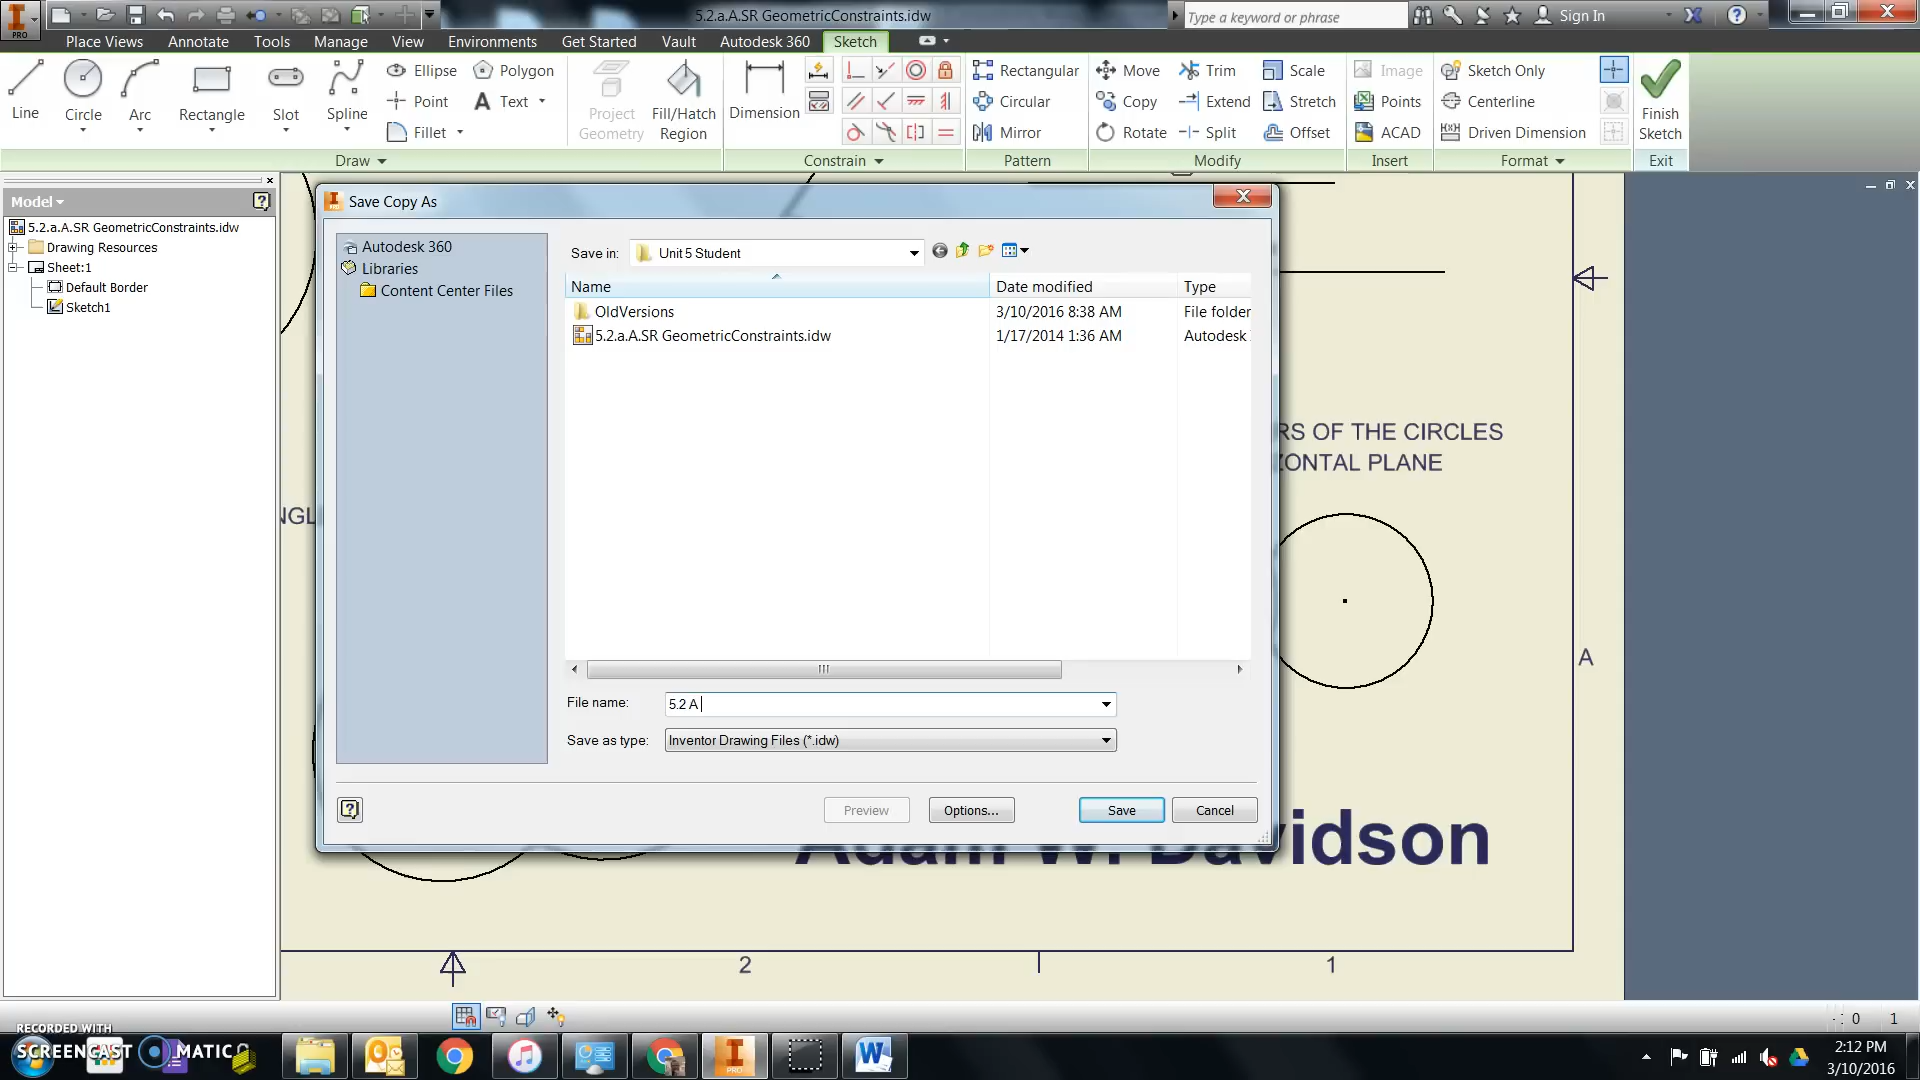 PRO
5.2.a.A.SR GeometricConstraints.idw
Type a keyword or phrase
Sign In
Place Views
Annotate
Tools
Manage
View
Environments
Get Started
Vault
Autodesk 360
Sketch
Line
Circle
Arc
Rectangle
Slot
Spline
Ellipse
Point
Fillet
Polygon
A Text
Project
Geometry
Fill/Hatch
Region
Dimension
Rectangular
Circular
Mirror
Move
Copy
Rotate
Trim
Extend
Split
Scale
Stretch
Offset
Image
Points
ACAD
Sketch Only
Centerline
Driven Dimension
Finish
Sketch
Draw
Constrain
Pattern
Modify
Insert
Format
Exit
Model
5.2.a.A.SR GeometricConstraints.idw
Drawing Resources
Sheet:1
Default Border
Sketch1
Save Copy As
Autodesk 360
Libraries
Content Center Files
Save in:
Unit 5 Student
Name
Date modified
Type
OldVersions
3/10/2016 8:38 AM
File folder
5.2.a.A.SR GeometricConstraints.idw
1/17/2014 1:36 AM
Autodesk
File name:
5.2 A
Save as type:
Inventor Drawing Files (*.idw)
Preview
Options...
Save
Cancel
RS OF THE CIRCLES
ZONTAL PLANE
NGL
A
Adam W. Davidson
2
1
0
1
RECORDED WITH
SCREENCAST
MATIC
PRO
2:12 PM
3/10/2016